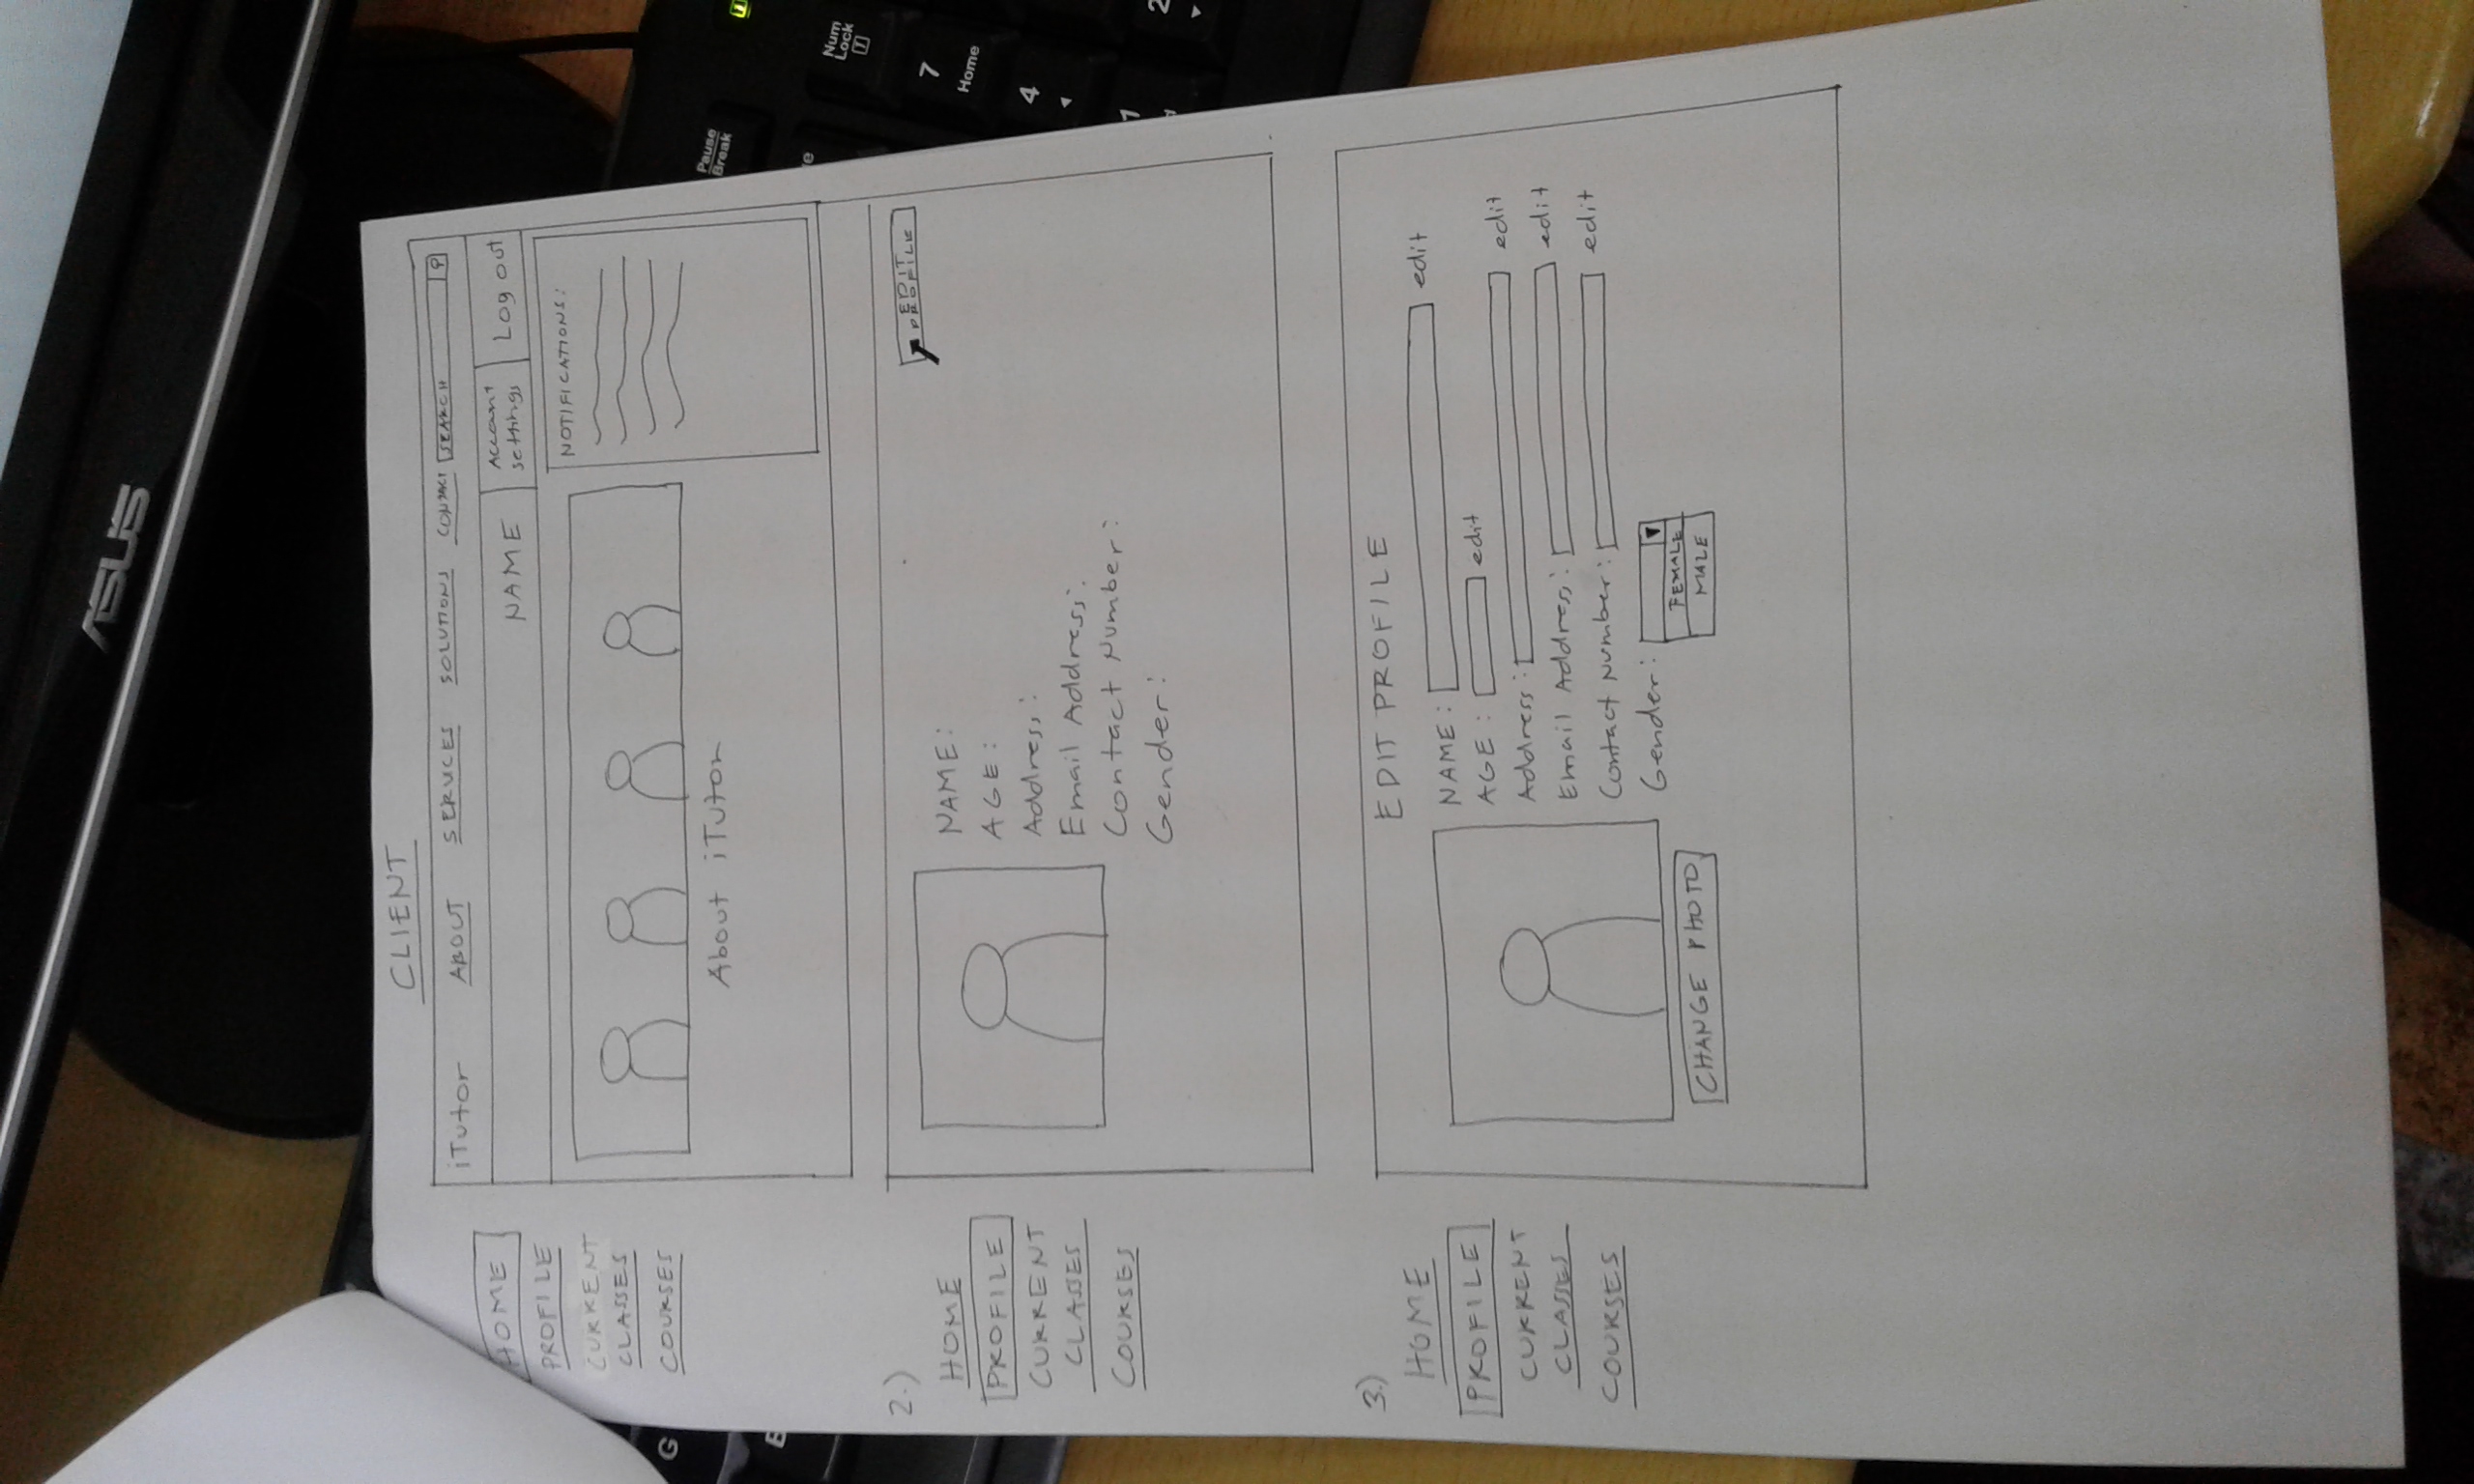 ASUS
CLIENT
iTutor ABOUT SERVICES SOLUTIONS CONTACT SEARCH
NAME Account settings Log out
HOME
PROFILE
CURRENT
CLASSES
COURSES
NOTIFICATIONS:
About iTutor
2.)
HOME
PROFILE
CURRENT
CLASSES
COURSES
EDIT
PROFILE
NAME:
AGE:
Address:
Email Address:
Contact Number:
Gender:
3.)
HOME
PROFILE
CURRENT
CLASSES
COURSES
EDIT PROFILE
NAME: edit
AGE: edit
Address: edit
Email Address: edit
Contact Number: edit
Gender:
FEMALE
MALE
CHANGE PHOTO
G
B
Pause
Break
Num
Lock
7
Home
4
1
2